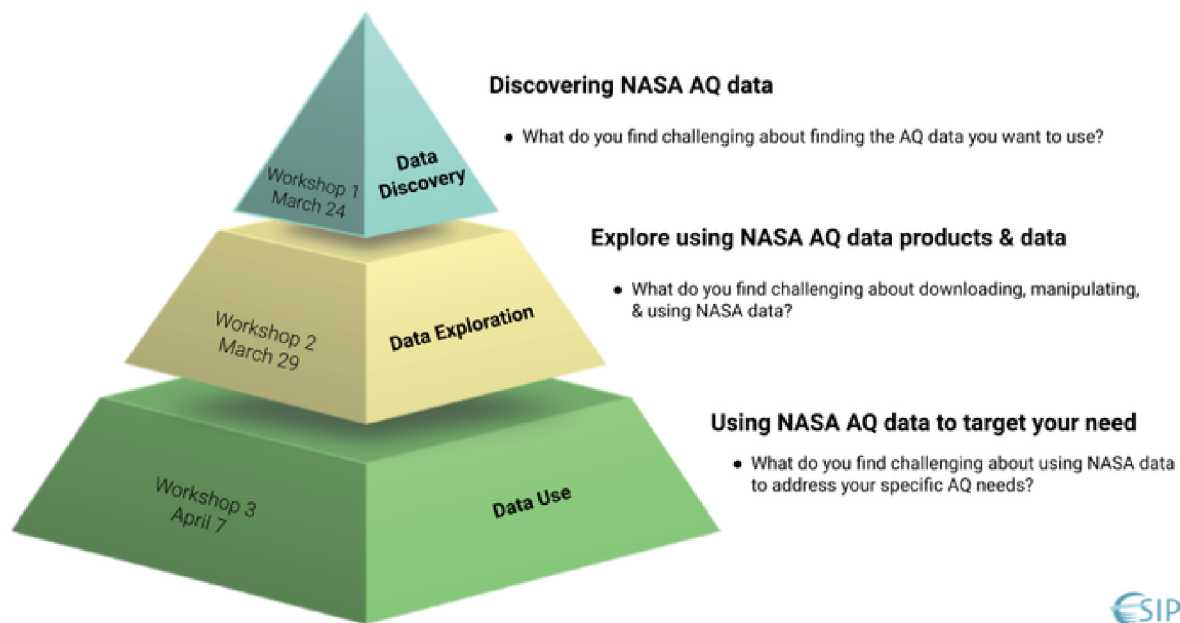 Discovering NASA AQ data
● What do you find challenging about finding the AQ data you want to use?
Workshop 1
March 24
Data
Discovery
Explore using NASA AQ data products & data
● What do you find challenging about downloading, manipulating,
& using NASA data?
Workshop 2
March 29
Data Exploration
Using NASA AQ data to target your need
● What do you find challenging about using NASA data
to address your specific AQ needs?
Workshop 3
April 7
Data Use
ESIP